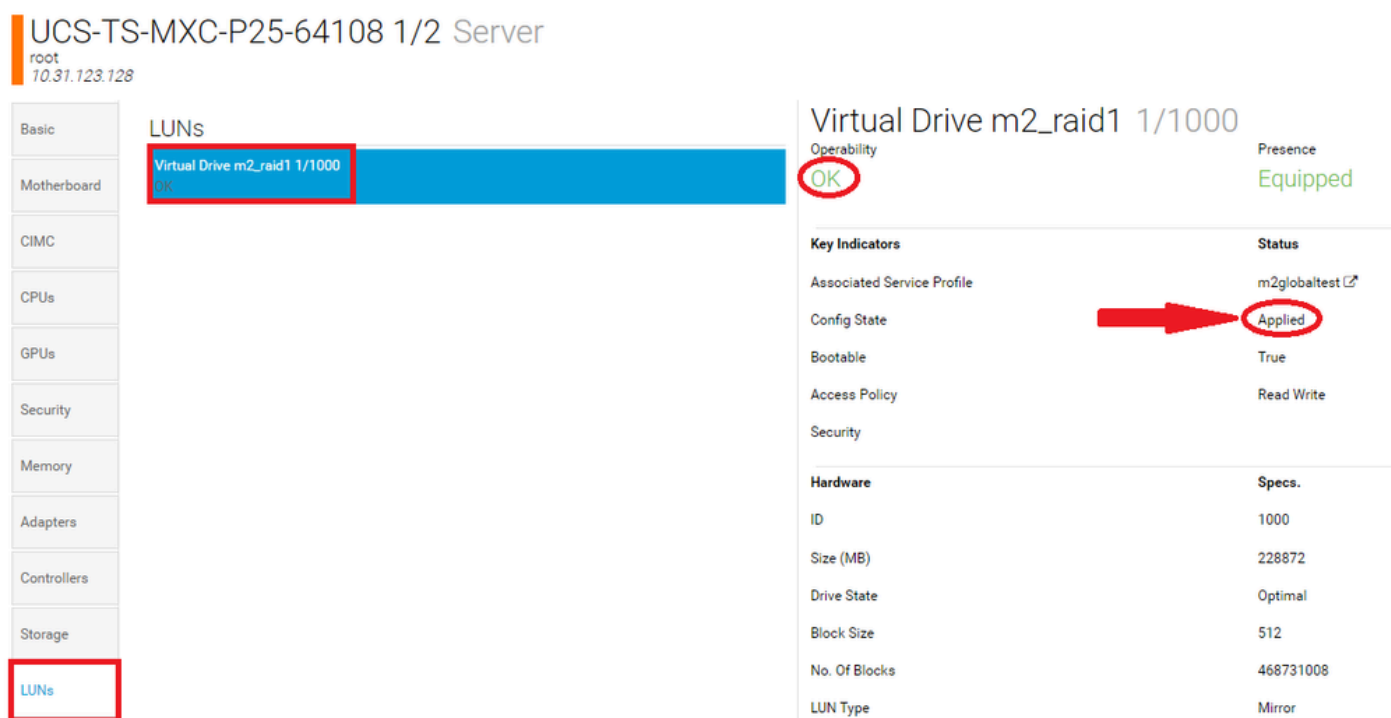 UCS-TS-MXC-P25-64108 1/2 Server
root
10.31.123.128
Basic
Motherboard
CIMC
CPUs
GPUs
Security
Memory
Adapters
Controllers
Storage
LUNs
LUNs
Virtual Drive m2_raid1 1/1000
OK
Virtual Drive m2_raid1 1/1000
Operability Presence
OK Equipped
Key Indicators Status
Associated Service Profile m2globaltest
Config State Applied
Bootable True
Access Policy Read Write
Security
Hardware Specs.
ID 1000
Size (MB) 228872
Drive State Optimal
Block Size 512
No. Of Blocks 468731008
LUN Type Mirror